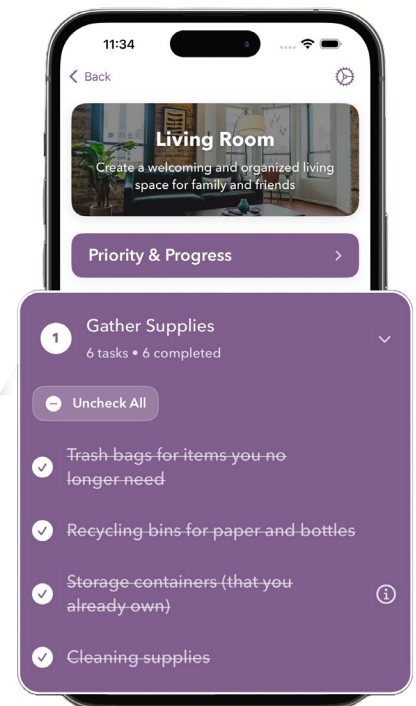 11:34
Back
Living Room
Create a welcoming and organized living
space for family and friends
Priority & Progress
1
Gather Supplies
6 tasks • 6 completed
Uncheck All
Trash bags for items you no
longer need
Recycling bins for paper and bottles
Storage containers (that you
already own)
Cleaning supplies